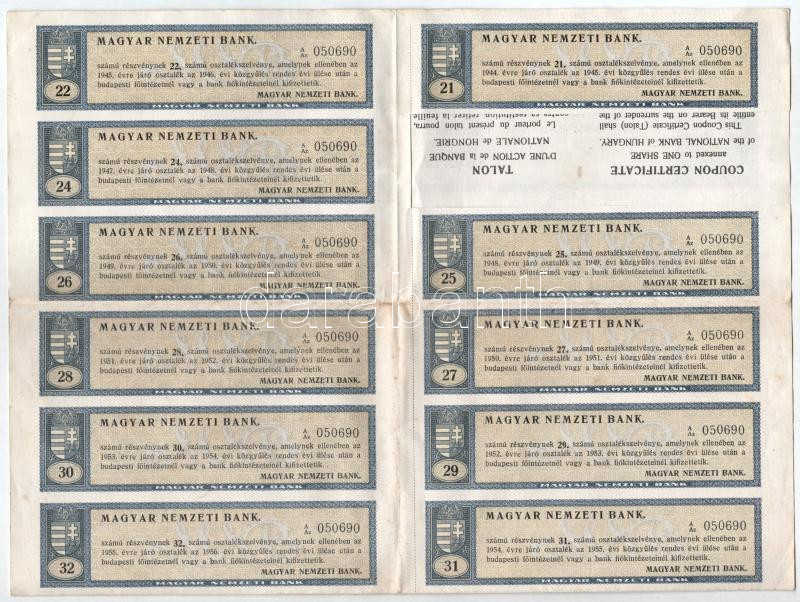 MAGYAR NEMZETI BANK.
A Az 050690
számú részvénynek 22, számú osztalékszelvénye, amelynek ellenében az
1945. évre járó osztalék az 1946. évi közgyűlés rendes évi ülése után a
budapesti főintézetnél vagy a bank fiókintézeteinél kifizettetik.
MAGYAR NEMZETI BANK.
22
MAGYAR NEMZETI BANK
MAGYAR NEMZETI BANK.
A Az 050690
számú részvénynek 21, számú osztalékszelvénye, amelynek ellenében az
1944. évre járó osztalék az 1945. évi közgyűlés rendes évi ülése után a
budapesti főintézetnél vagy a bank fiókintézeteinél kifizettetik.
MAGYAR NEMZETI BANK.
21
MAGYAR NEMZETI BANK
MAGYAR NEMZETI BANK.
A Az 050690
számú részvénynek 24, számú osztalékszelvénye, amelynek ellenében az
1947. évre járó osztalék az 1948. évi közgyűlés rendes évi ülése után a
budapesti főintézetnél vagy a bank fiókintézeteinél kifizettetik.
MAGYAR NEMZETI BANK.
24
TALON
D'UNE ACTION de la BANQUE
NATIONALE de HONGRIE
Le porteur du présent talon pourra,
contre sa restitution, retirer la feuille
COUPON CERTIFICATE
annexed to ONE SHARE
of the NATIONAL BANK of HUNGARY.
This Coupon Certificate (Talon) shall
entitle its Bearer on the surrender of the
MAGYAR NEMZETI BANK.
A Az 050690
számú részvénynek 26, számú osztalékszelvénye, amelynek ellenében az
1949. évre járó osztalék az 1950. évi közgyűlés rendes évi ülése után a
budapesti főintézetnél vagy a bank fiókintézeteinél kifizettetik.
MAGYAR NEMZETI BANK.
26
MAGYAR NEMZETI BANK
MAGYAR NEMZETI BANK.
A Az 050690
számú részvénynek 25, számú osztalékszelvénye, amelynek ellenében az
1948. évre járó osztalék az 1949. évi közgyűlés rendes évi ülése után a
budapesti főintézetnél vagy a bank fiókintézeteinél kifizettetik.
MAGYAR NEMZETI BANK.
25
MAGYAR NEMZETI BANK
darabanth
MAGYAR NEMZETI BANK.
A Az 050690
számú részvénynek 28, számú osztalékszelvénye, amelynek ellenében az
1951. évre járó osztalék az 1952. évi közgyűlés rendes évi ülése után a
budapesti főintézetnél vagy a bank fiókintézeteinél kifizettetik.
MAGYAR NEMZETI BANK.
28
MAGYAR NEMZETI BANK.
A Az 050690
számú részvénynek 27, számú osztalékszelvénye, amelynek ellenében az
1950. évre járó osztalék az 1951. évi közgyűlés rendes évi ülése után a
budapesti főintézetnél vagy a bank fiókintézeteinél kifizettetik.
MAGYAR NEMZETI BANK.
27
MAGYAR NEMZETI BANK.
A Az 050690
számú részvénynek 30, számú osztalékszelvénye, amelynek ellenében az
1953. évre járó osztalék az 1954. évi közgyűlés rendes évi ülése után a
budapesti főintézetnél vagy a bank fiókintézeteinél kifizettetik.
MAGYAR NEMZETI BANK.
30
MAGYAR NEMZETI BANK.
A Az 050690
számú részvénynek 29, számú osztalékszelvénye, amelynek ellenében az
1952. évre járó osztalék az 1953. évi közgyűlés rendes évi ülése után a
budapesti főintézetnél vagy a bank fiókintézeteinél kifizettetik.
MAGYAR NEMZETI BANK.
29
MAGYAR NEMZETI BANK.
A Az 050690
számú részvénynek 32, számú osztalékszelvénye, amelynek ellenében az
1955. évre járó osztalék az 1956. évi közgyűlés rendes évi ülése után a
budapesti főintézetnél vagy a bank fiókintézeteinél kifizettetik.
MAGYAR NEMZETI BANK.
32
MAGYAR NEMZETI BANK
MAGYAR NEMZETI BANK.
A Az 050690
számú részvénynek 31, számú osztalékszelvénye, amelynek ellenében az
1954. évre járó osztalék az 1955. évi közgyűlés rendes évi ülése után a
budapesti főintézetnél vagy a bank fiókintézeteinél kifizettetik.
MAGYAR NEMZETI BANK.
31
MAGYAR NEMZETI BANK